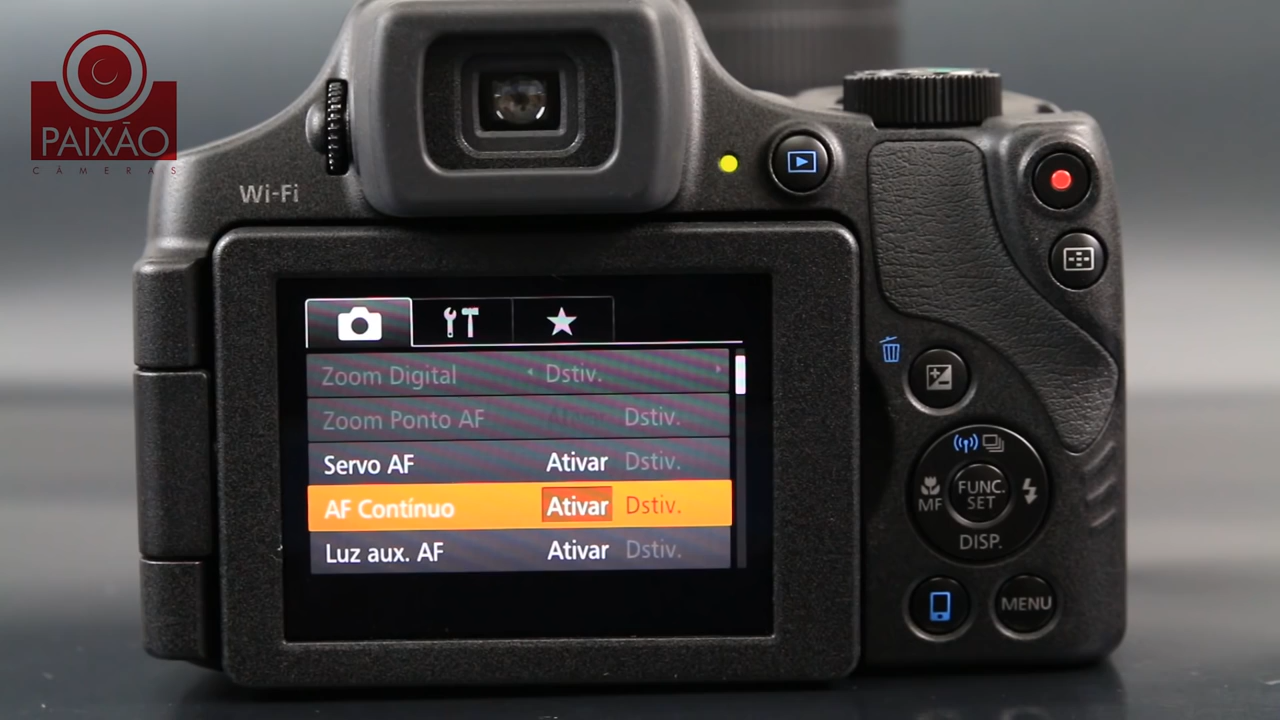 PAIXÃO
CÂMERAS
Wi-Fi
Zoom Digital Dstiv.
Zoom Ponto AF Ativar Dstiv.
Servo AF Ativar Dstiv.
AF Contínuo Ativar Dstiv.
Luz aux. AF Ativar Dstiv.
MF
FUNC.
SET
DISP.
MENU